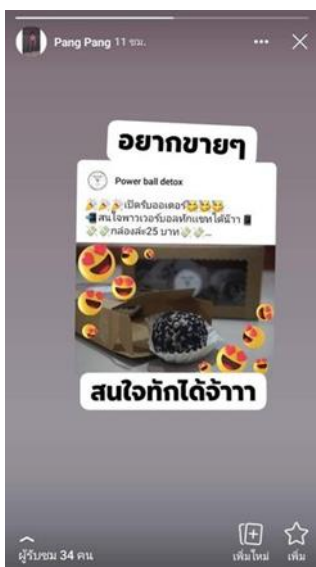 Pang Pang 11 ชม.
อยากขายๆ
Power ball detox
🎉🎉🎉เปิดรับออเดอร์🥳🥳🥳
📲สนใจพาวเวอร์บอลทักแชทได้น้าา📱
💸💸กล่องล่ะ25 บาท💸💸...
สนใจทักได้จ้าาา
ผู้รับชม 34 คน
เพิ่มใหม่
เพิ่ม